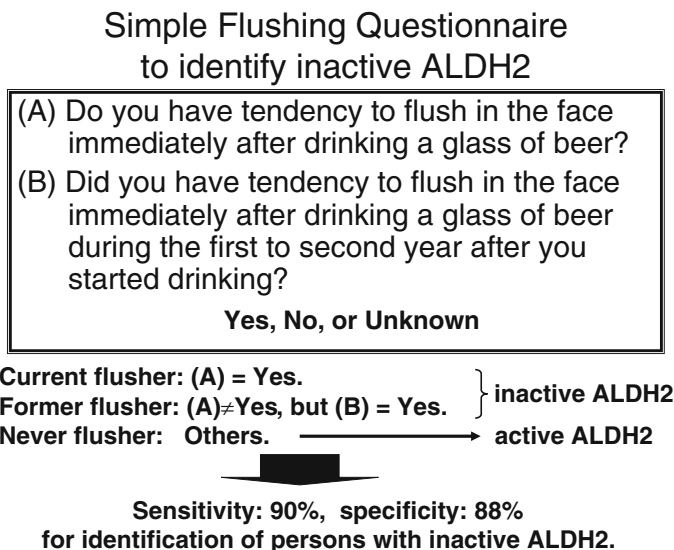 Simple Flushing Questionnaire
to identify inactive ALDH2
(A) Do you have tendency to flush in the face
immediately after drinking a glass of beer?
(B) Did you have tendency to flush in the face
immediately after drinking a glass of beer
during the first to second year after you
started drinking?
Yes, No, or Unknown
Current flusher: (A) = Yes.
Former flusher: (A)≠Yes, but (B) = Yes.
inactive ALDH2
Never flusher: Others. active ALDH2
Sensitivity: 90%, specificity: 88%
for identification of persons with inactive ALDH2.